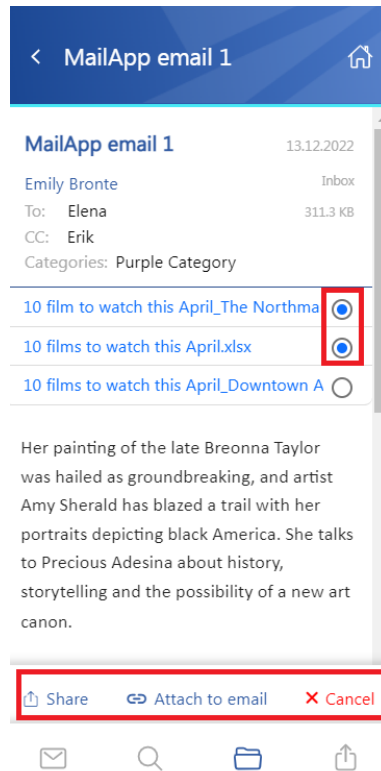 MailApp email 1
MailApp email 1 13.12.2022
Emily Bronte Inbox
To: Elena 311.3 KB
CC: Erik
Categories: Purple Category
10 film to watch this April_The Northma
10 films to watch this April.xlsx
10 films to watch this April_Downtown A
Her painting of the late Breonna Taylor
was hailed as groundbreaking, and artist
Amy Sherald has blazed a trail with her
portraits depicting black America. She talks
to Precious Adesina about history,
storytelling and the possibility of a new art
canon.
Share Attach to email Cancel